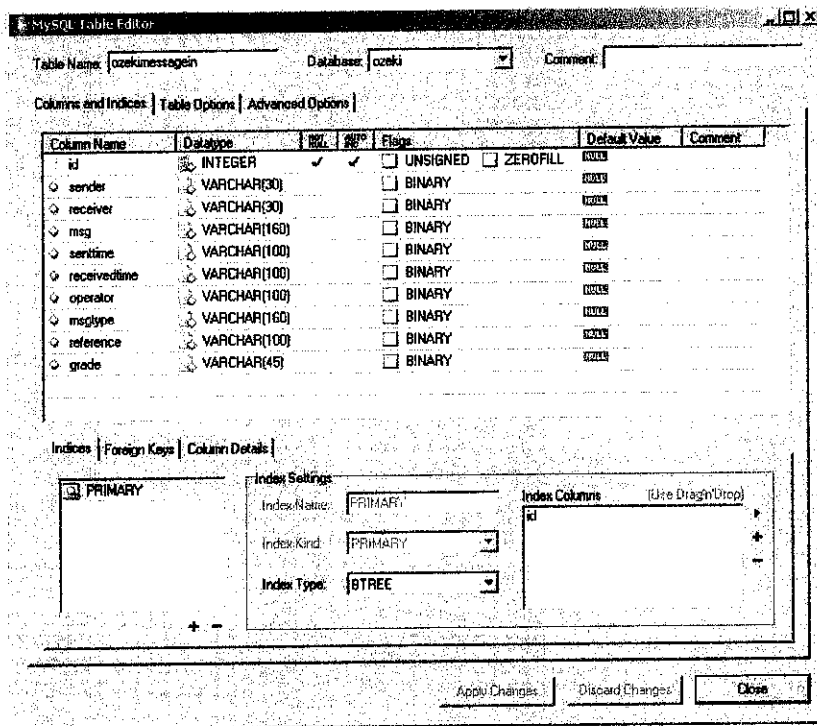 MySQL Table Editor
Table Name: ozekimessagein Database: ozeki Comment:
Columns and Indices Table Options Advanced Options
Column Name Datatype NOT NULL AUTO INC Flags Default Value Comment
id INTEGER ✓ ✓ UNSIGNED ZEROFILL NULL
sender VARCHAR(30) BINARY NULL
receiver VARCHAR(30) BINARY NULL
msg VARCHAR(160) BINARY NULL
senttime VARCHAR(100) BINARY NULL
receivedtime VARCHAR(100) BINARY NULL
operator VARCHAR(100) BINARY NULL
msgtype VARCHAR(160) BINARY NULL
reference VARCHAR(100) BINARY NULL
grade VARCHAR(45) BINARY NULL
Indices Foreign Keys Column Details
PRIMARY
Index Settings
Index Name: PRIMARY
Index Kind: PRIMARY
Index Type: BTREE
Index Columns (Use Drag'n'Drop)
id
Apply Changes Discard Changes Close